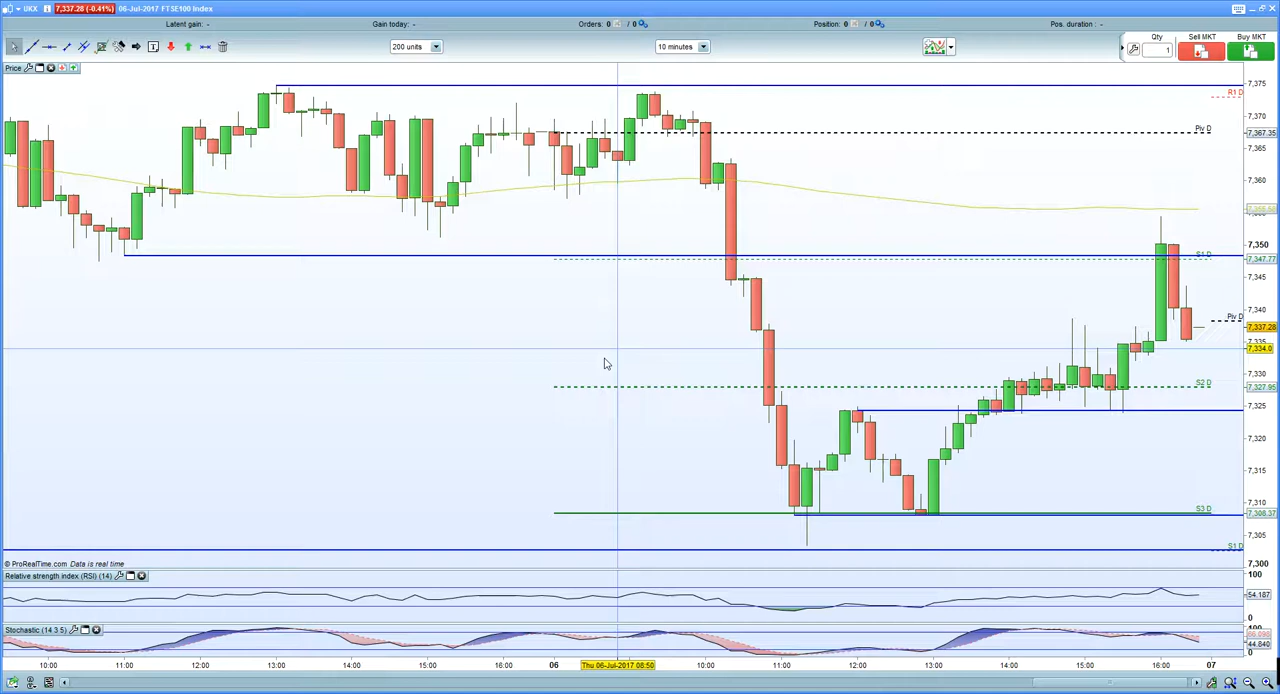 UKX 7,337.28 (-0.41%) 06-Jul-2017 FTSE100 Index
Latent gain: - Gain today: - Orders: 0 / 0 Position: 0 / 0 Pos. duration : -
200 units 10 minutes Qty 1 Sell MKT Buy MKT
Price
7,375
R1 D
7,370
Piv D
7,367.35
7,365
7,360
7,355
7,350
S1 D
7,347.77
7,345
7,340
Piv D
7,337.28
7,335
7,334.0
7,330
S2 D
7,327.95
7,325
7,320
7,315
7,310
S3 D
7,308.37
7,305
S1 D
© ProRealTime.com Data is real time
7,300
Relative strength index (RSI) (14)
100
54.187
0
Stochastic (14 3 5)
100
44.840
0
10:00 11:00 12:00 13:00 14:00 15:00 16:00 06 Thu 06-Jul-2017 08:50 10:00 11:00 12:00 13:00 14:00 15:00 16:00 07